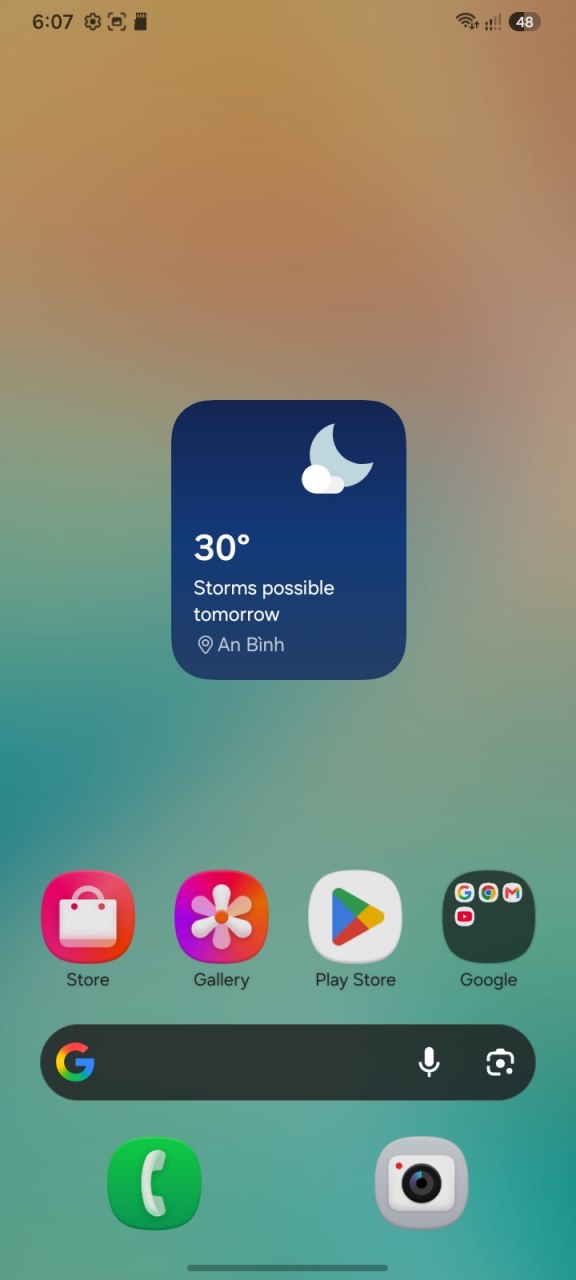 6:07
48
30°
Storms possible
tomorrow
An Bình
Store
Gallery
Play Store
Google